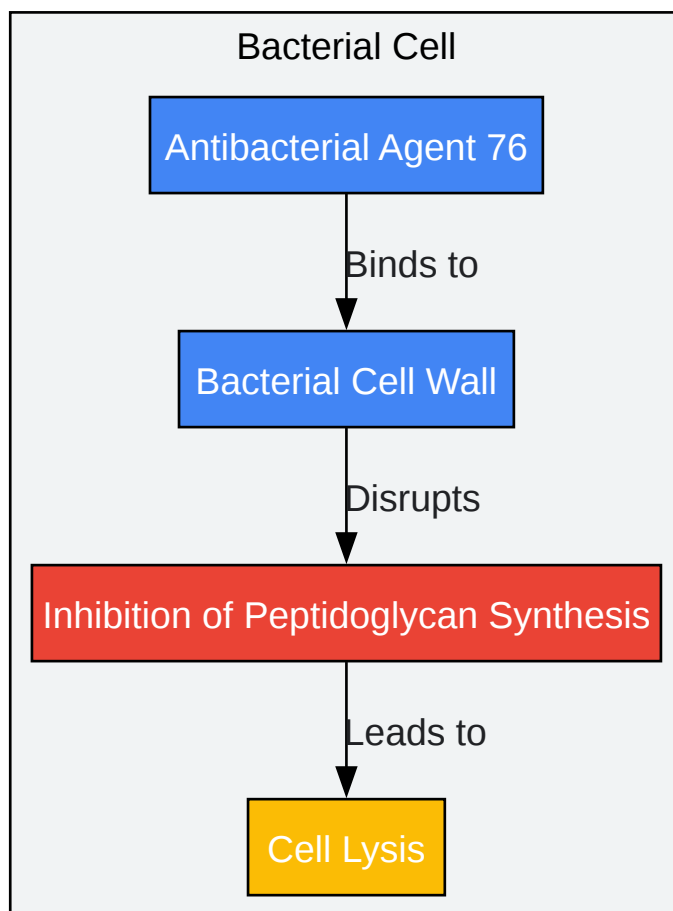 Bacterial Cell
Antibacterial Agent 76
Binds to
Bacterial Cell Wall
Disrupts
Inhibition of Peptidoglycan Synthesis
Leads to
Cell Lysis